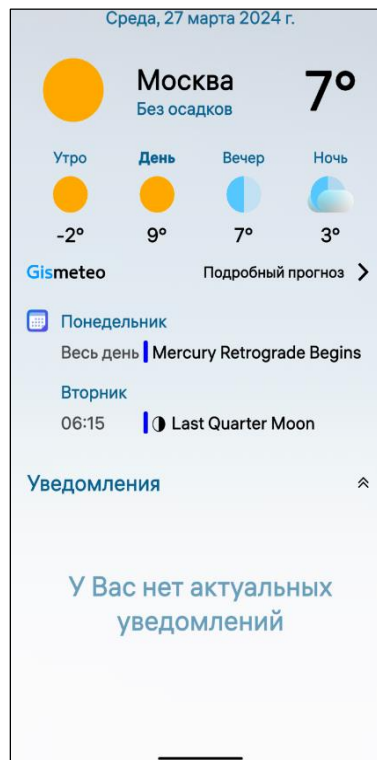 Среда, 27 марта 2024 г.
Москва
Без осадков
7°
Утро День Вечер Ночь
-2° 9° 7° 3°
Gismeteo Подробный прогноз
Понедельник
Весь день Mercury Retrograde Begins
Вторник
06:15 Last Quarter Moon
Уведомления
У Вас нет актуальных
уведомлений